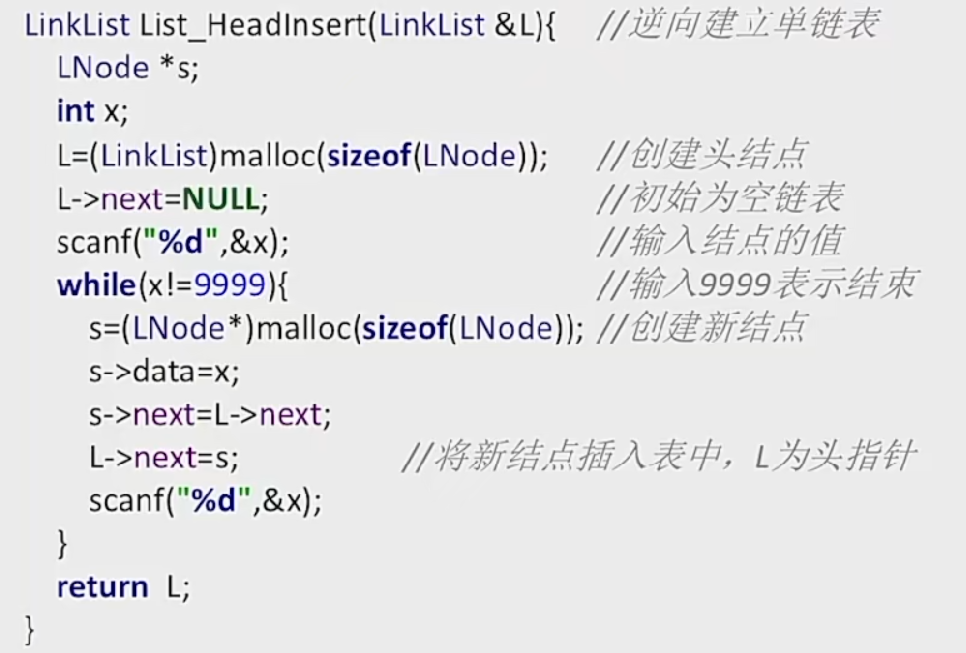 LinkList List_HeadInsert(LinkList &L){ //逆向建立单链表
LNode *s;
int x;
L=(LinkList)malloc(sizeof(LNode)); //创建头结点
L->next=NULL; //初始为空链表
scanf("%d",&x); //输入结点的值
while(x!=9999){ //输入9999表示结束
s=(LNode*)malloc(sizeof(LNode)); //创建新结点
s->data=x;
s->next=L->next;
L->next=s; //将新结点插入表中，L为头指针
scanf("%d",&x);
}
return L;
}